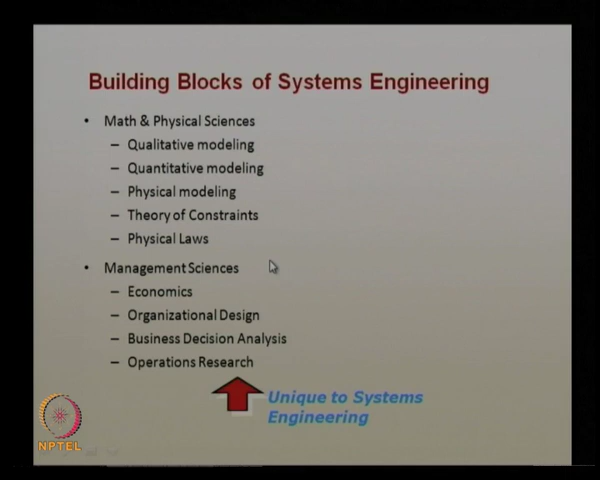 Building Blocks of Systems Engineering
• Math & Physical Sciences
– Qualitative modeling
– Quantitative modeling
– Physical modeling
– Theory of Constraints
– Physical Laws
• Management Sciences
– Economics
– Organizational Design
– Business Decision Analysis
– Operations Research
Unique to Systems
Engineering
NPTEL